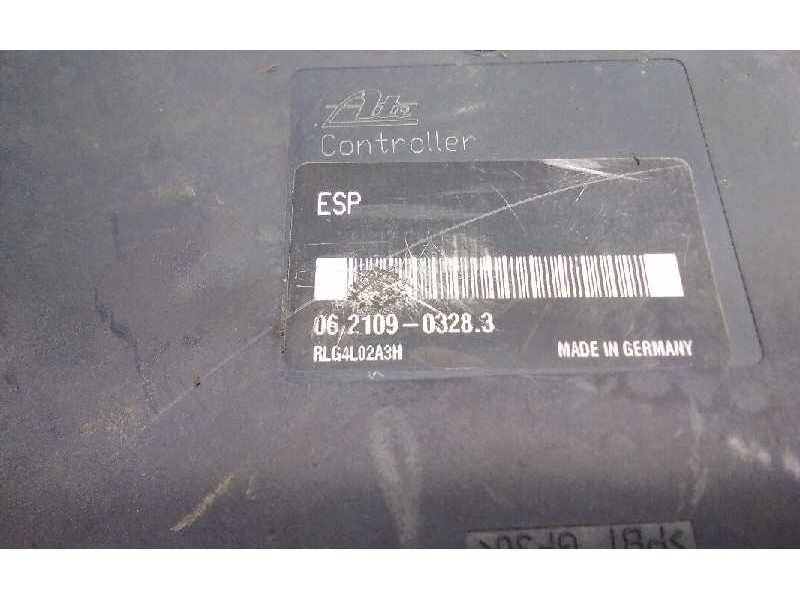 Ate
Controller
ESP
06.2109-0328.3
RLG4L02A3H
MADE IN GERMANY